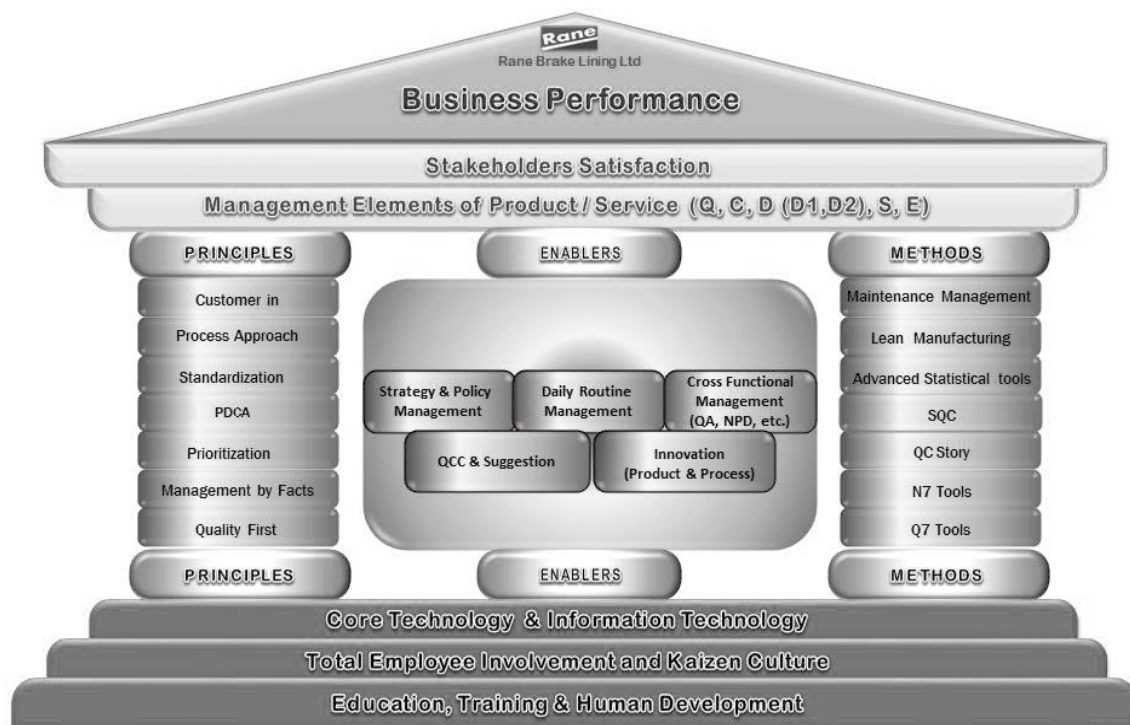 Rane
Rane Brake Lining Ltd
Business Performance
Stakeholders Satisfaction
Management Elements of Product / Service (Q, C, D (D1,D2), S, E)
PRINCIPLES
Customer in
Process Approach
Standardization
PDCA
Prioritization
Management by Facts
Quality First
PRINCIPLES
ENABLERS
Strategy & Policy
Management
Daily Routine
Management
Cross Functional
Management
(QA, NPD, etc.)
QCC & Suggestion
Innovation
(Product & Process)
ENABLERS
METHODS
Maintenance Management
Lean Manufacturing
Advanced Statistical tools
SQC
QC Story
N7 Tools
Q7 Tools
METHODS
Core Technology & Information Technology
Total Employee Involvement and Kaizen Culture
Education, Training & Human Development